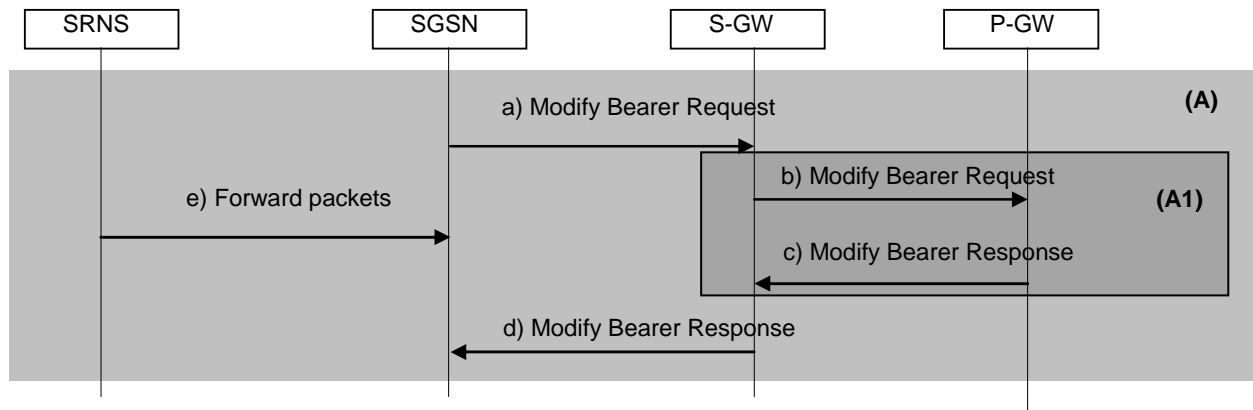 SRNS
SGSN
S-GW
P-GW
a) Modify Bearer Request
(A)
b) Modify Bearer Request
e) Forward packets
(A1)
c) Modify Bearer Response
d) Modify Bearer Response